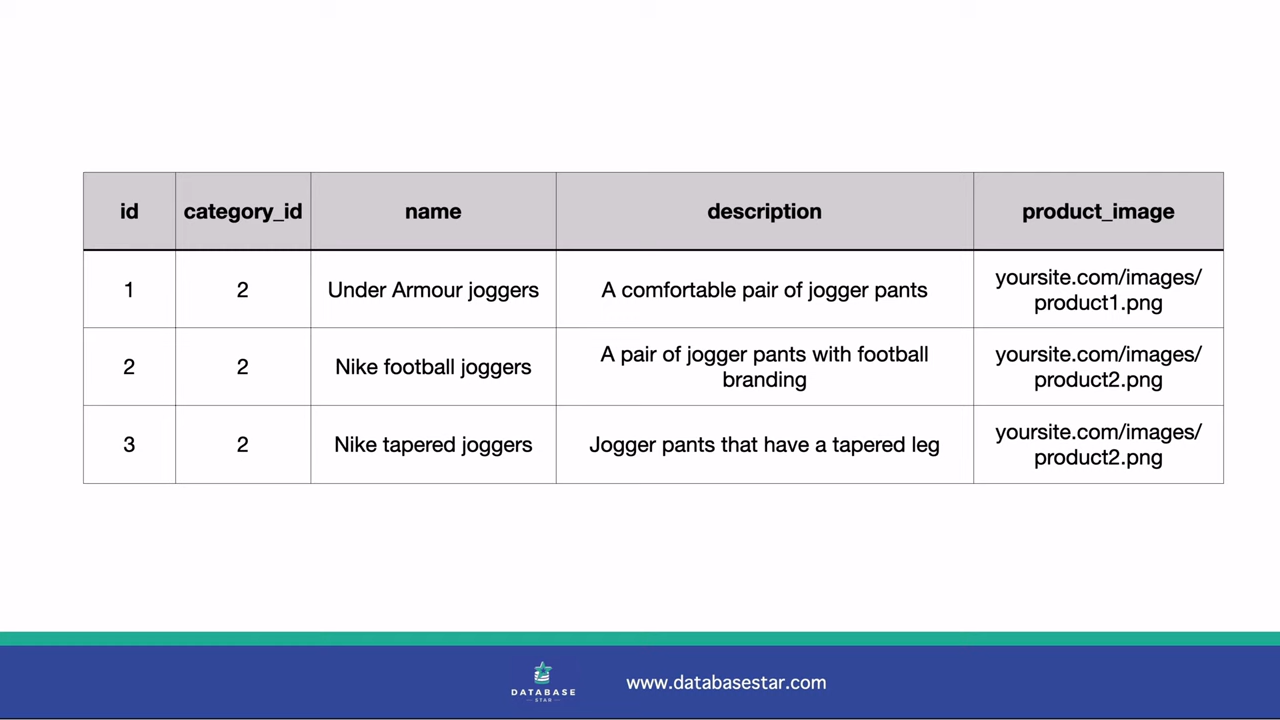 id category_id name description product_image
1 2 Under Armour joggers A comfortable pair of jogger pants yoursite.com/images/
product1.png
2 2 Nike football joggers A pair of jogger pants with football
branding yoursite.com/images/
product2.png
3 2 Nike tapered joggers Jogger pants that have a tapered leg yoursite.com/images/
product2.png
DATABASE
STAR
www.databasestar.com